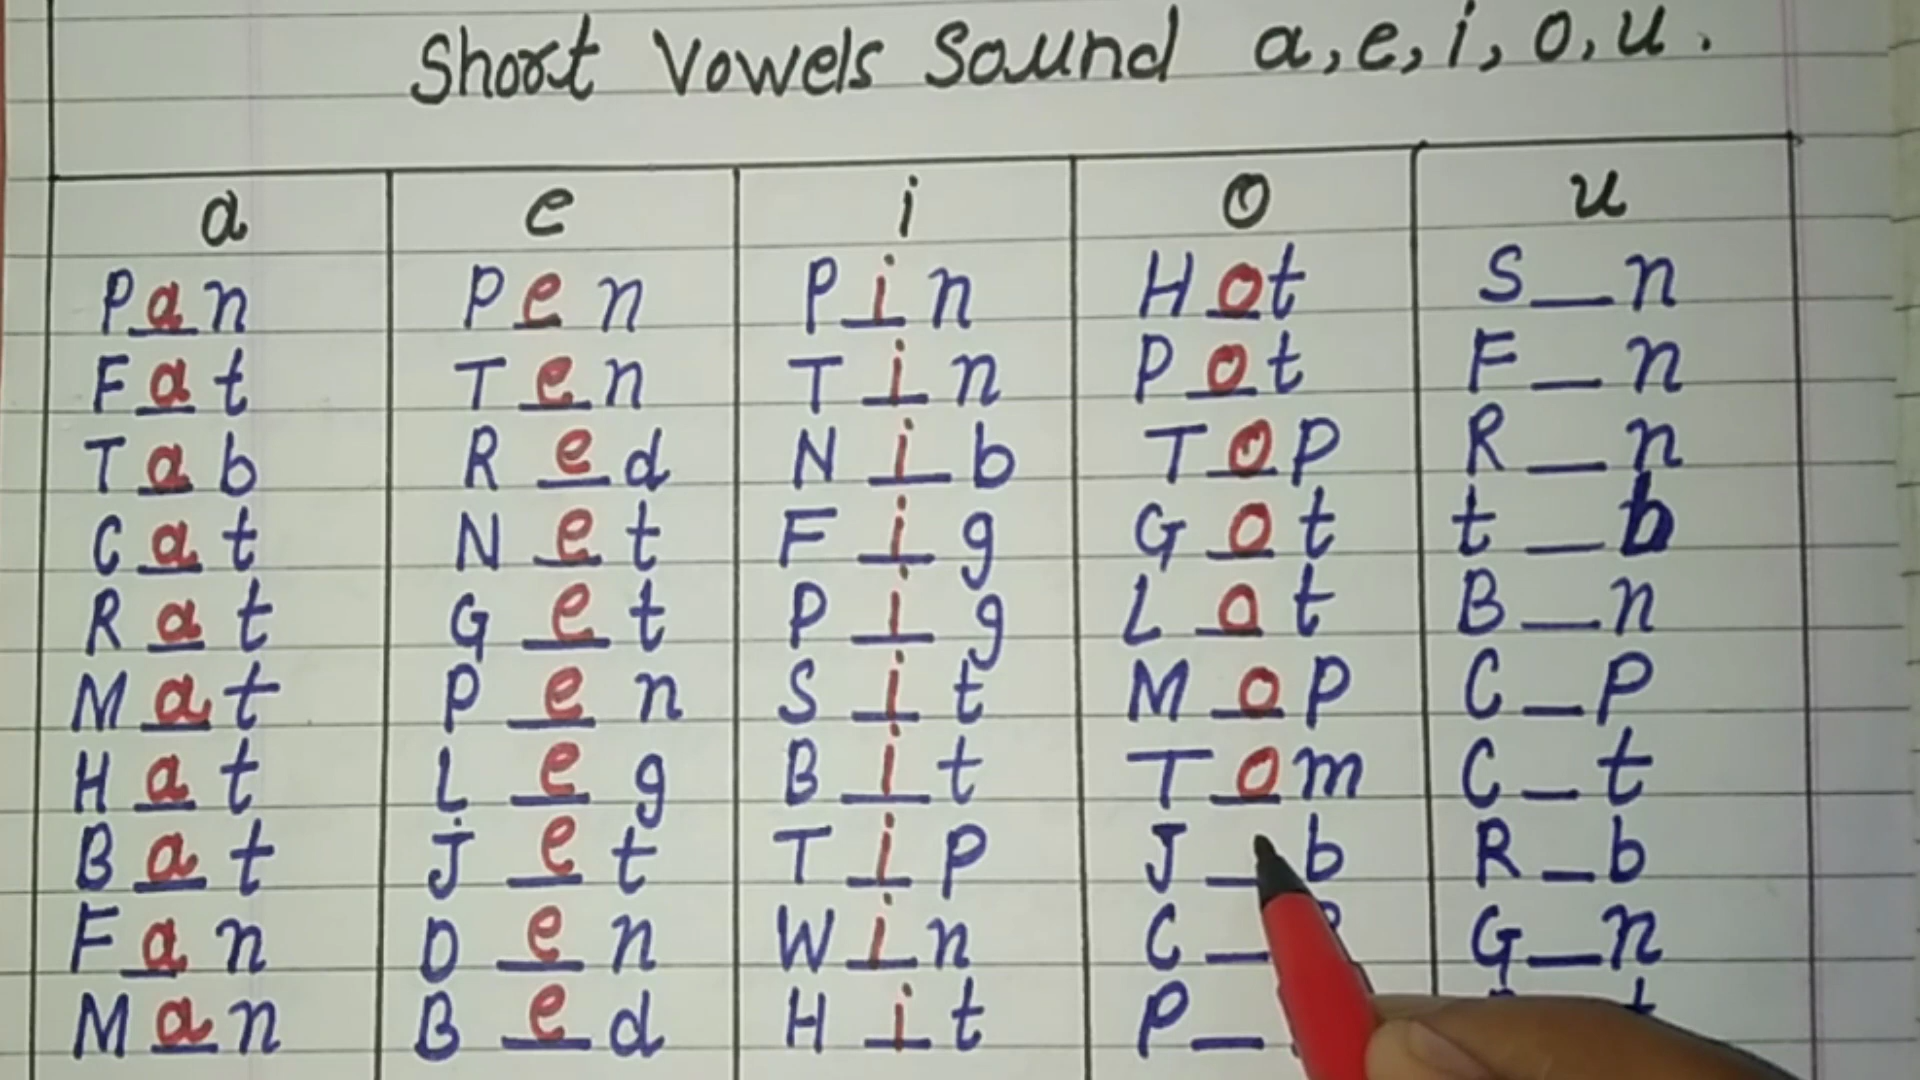 Short Vowels Sound a, e, i, o, u.
a e i o u
Pan Pen Pin Hot S_n
Fat Ten Tin Pot F_n
Tab Red Nib Top R_n
Cat Net Fig Got t_b
Rat Get Pig Lot B_n
Mat Pen Sit Mop C_p
Hat Leg Bit Tom C_t
Bat Jet Tip J_b R_b
Fan Den Win C_ G_n
Man Bed Hit P_ t